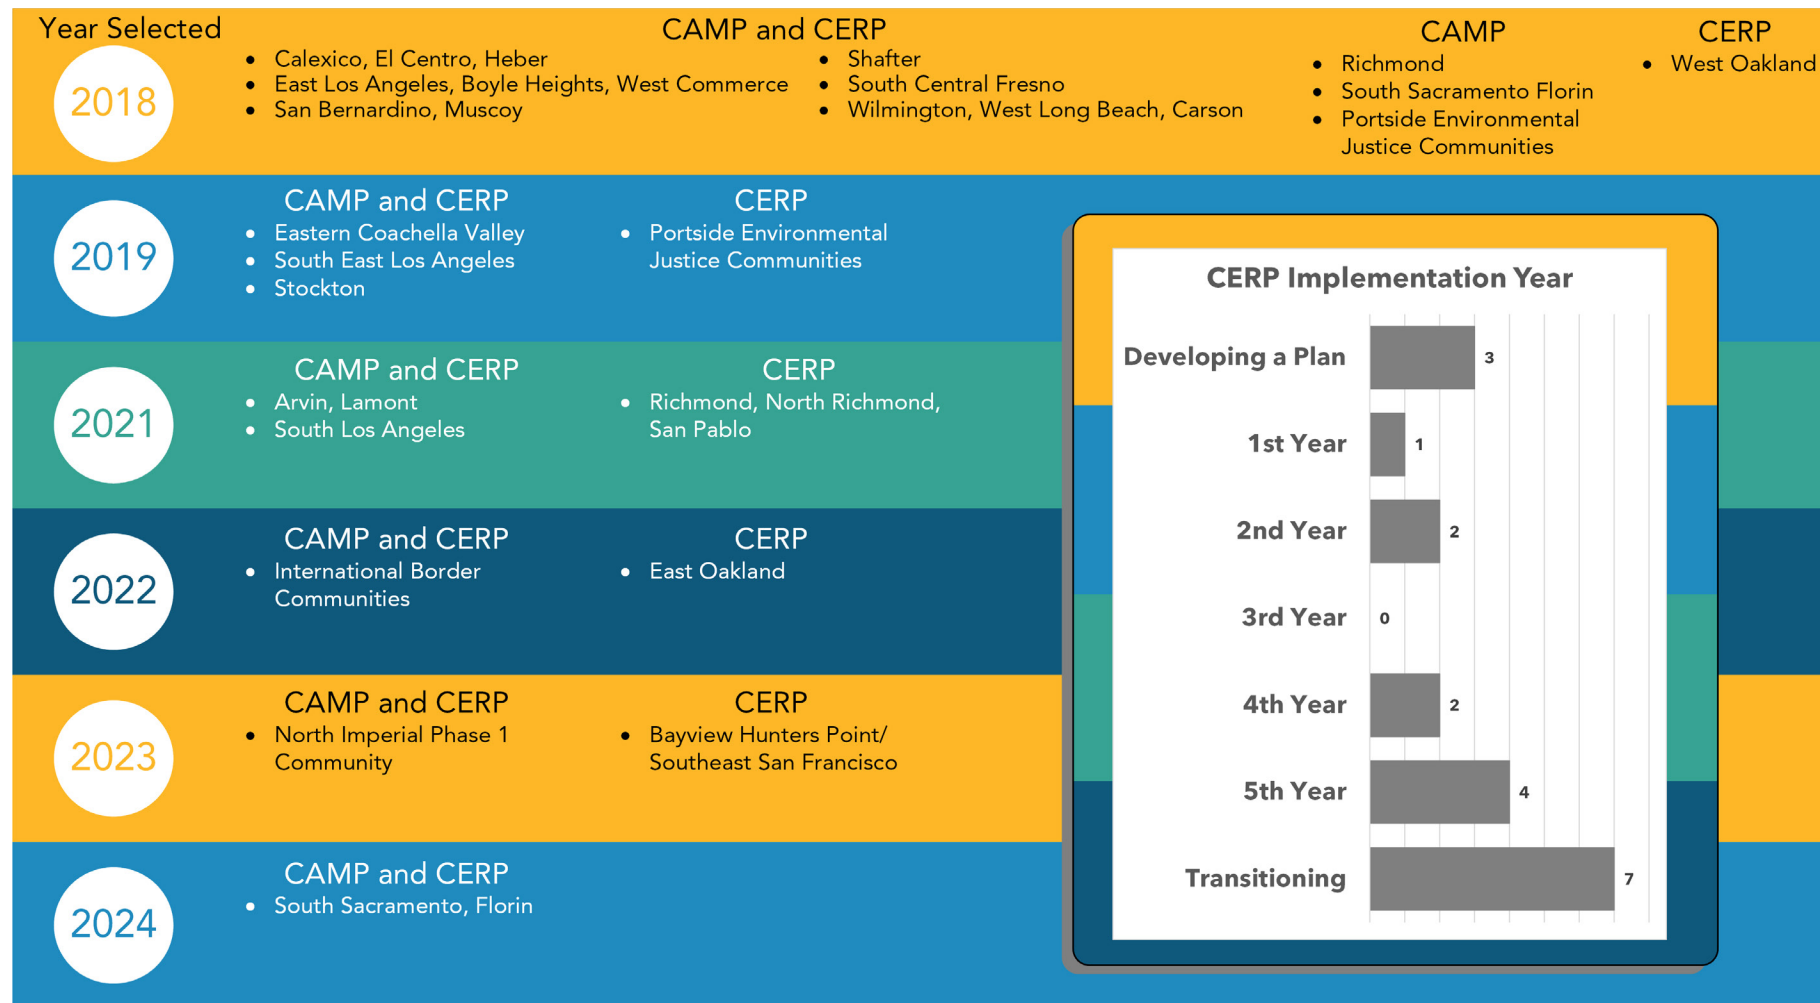 Year Selected
2018
CAMP and CERP
• Calexico, El Centro, Heber
• East Los Angeles, Boyle Heights, West Commerce
• San Bernardino, Muscoy
• Shafter
• South Central Fresno
• Wilmington, West Long Beach, Carson
CAMP
• Richmond
• South Sacramento Florin
• Portside Environmental
Justice Communities
CERP
• West Oakland
2019
CAMP and CERP
• Eastern Coachella Valley
• South East Los Angeles
• Stockton
CERP
• Portside Environmental
Justice Communities
2021
CAMP and CERP
• Arvin, Lamont
• South Los Angeles
CERP
• Richmond, North Richmond,
San Pablo
2022
CAMP and CERP
• International Border
Communities
CERP
• East Oakland
2023
CAMP and CERP
• North Imperial Phase 1
Community
CERP
• Bayview Hunters Point/
Southeast San Francisco
2024
CAMP and CERP
• South Sacramento, Florin
CERP Implementation Year
Developing a Plan 3
1st Year 1
2nd Year 2
3rd Year 0
4th Year 2
5th Year 4
Transitioning 7